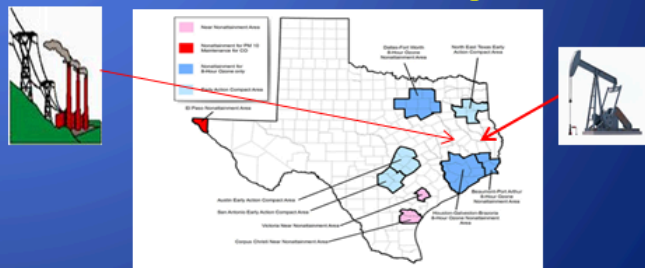 Near Nonattainment Area
Nonattainment for PM 10
Maintenance for CO
Nonattainment for
8-Hour Ozone only
Early Action Compact Area
Dallas-Fort Worth
8-Hour Ozone
Nonattainment Area
North East Texas Early
Action Compact Area
El Paso Nonattainment Area
Austin Early Action Compact Area
San Antonio Early Action Compact Area
Victoria Near Nonattainment Area
Corpus Christi Near Nonattainment Area
Beaumont-Port Arthur
8-Hour Ozone
Nonattainment Area
Houston-Galveston-Brazoria
8-Hour Ozone Nonattainment
Area